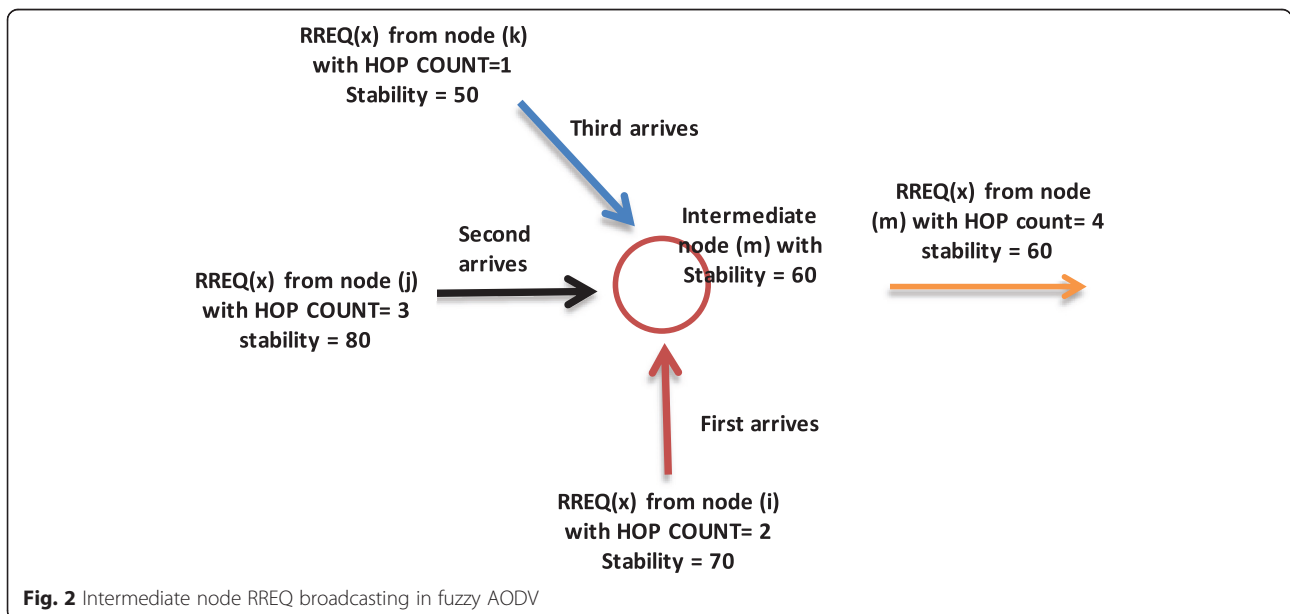 RREQ(x) from node (k)
with HOP COUNT=1
Stability = 50
Third arrives
RREQ(x) from node
(m) with HOP count= 4
stability = 60
Intermediate
node (m) with
Stability = 60
Second
arrives
RREQ(x) from node (j)
with HOP COUNT= 3
stability = 80
First arrives
RREQ(x) from node (i)
with HOP COUNT= 2
Stability = 70
Fig. 2 Intermediate node RREQ broadcasting in fuzzy AODV